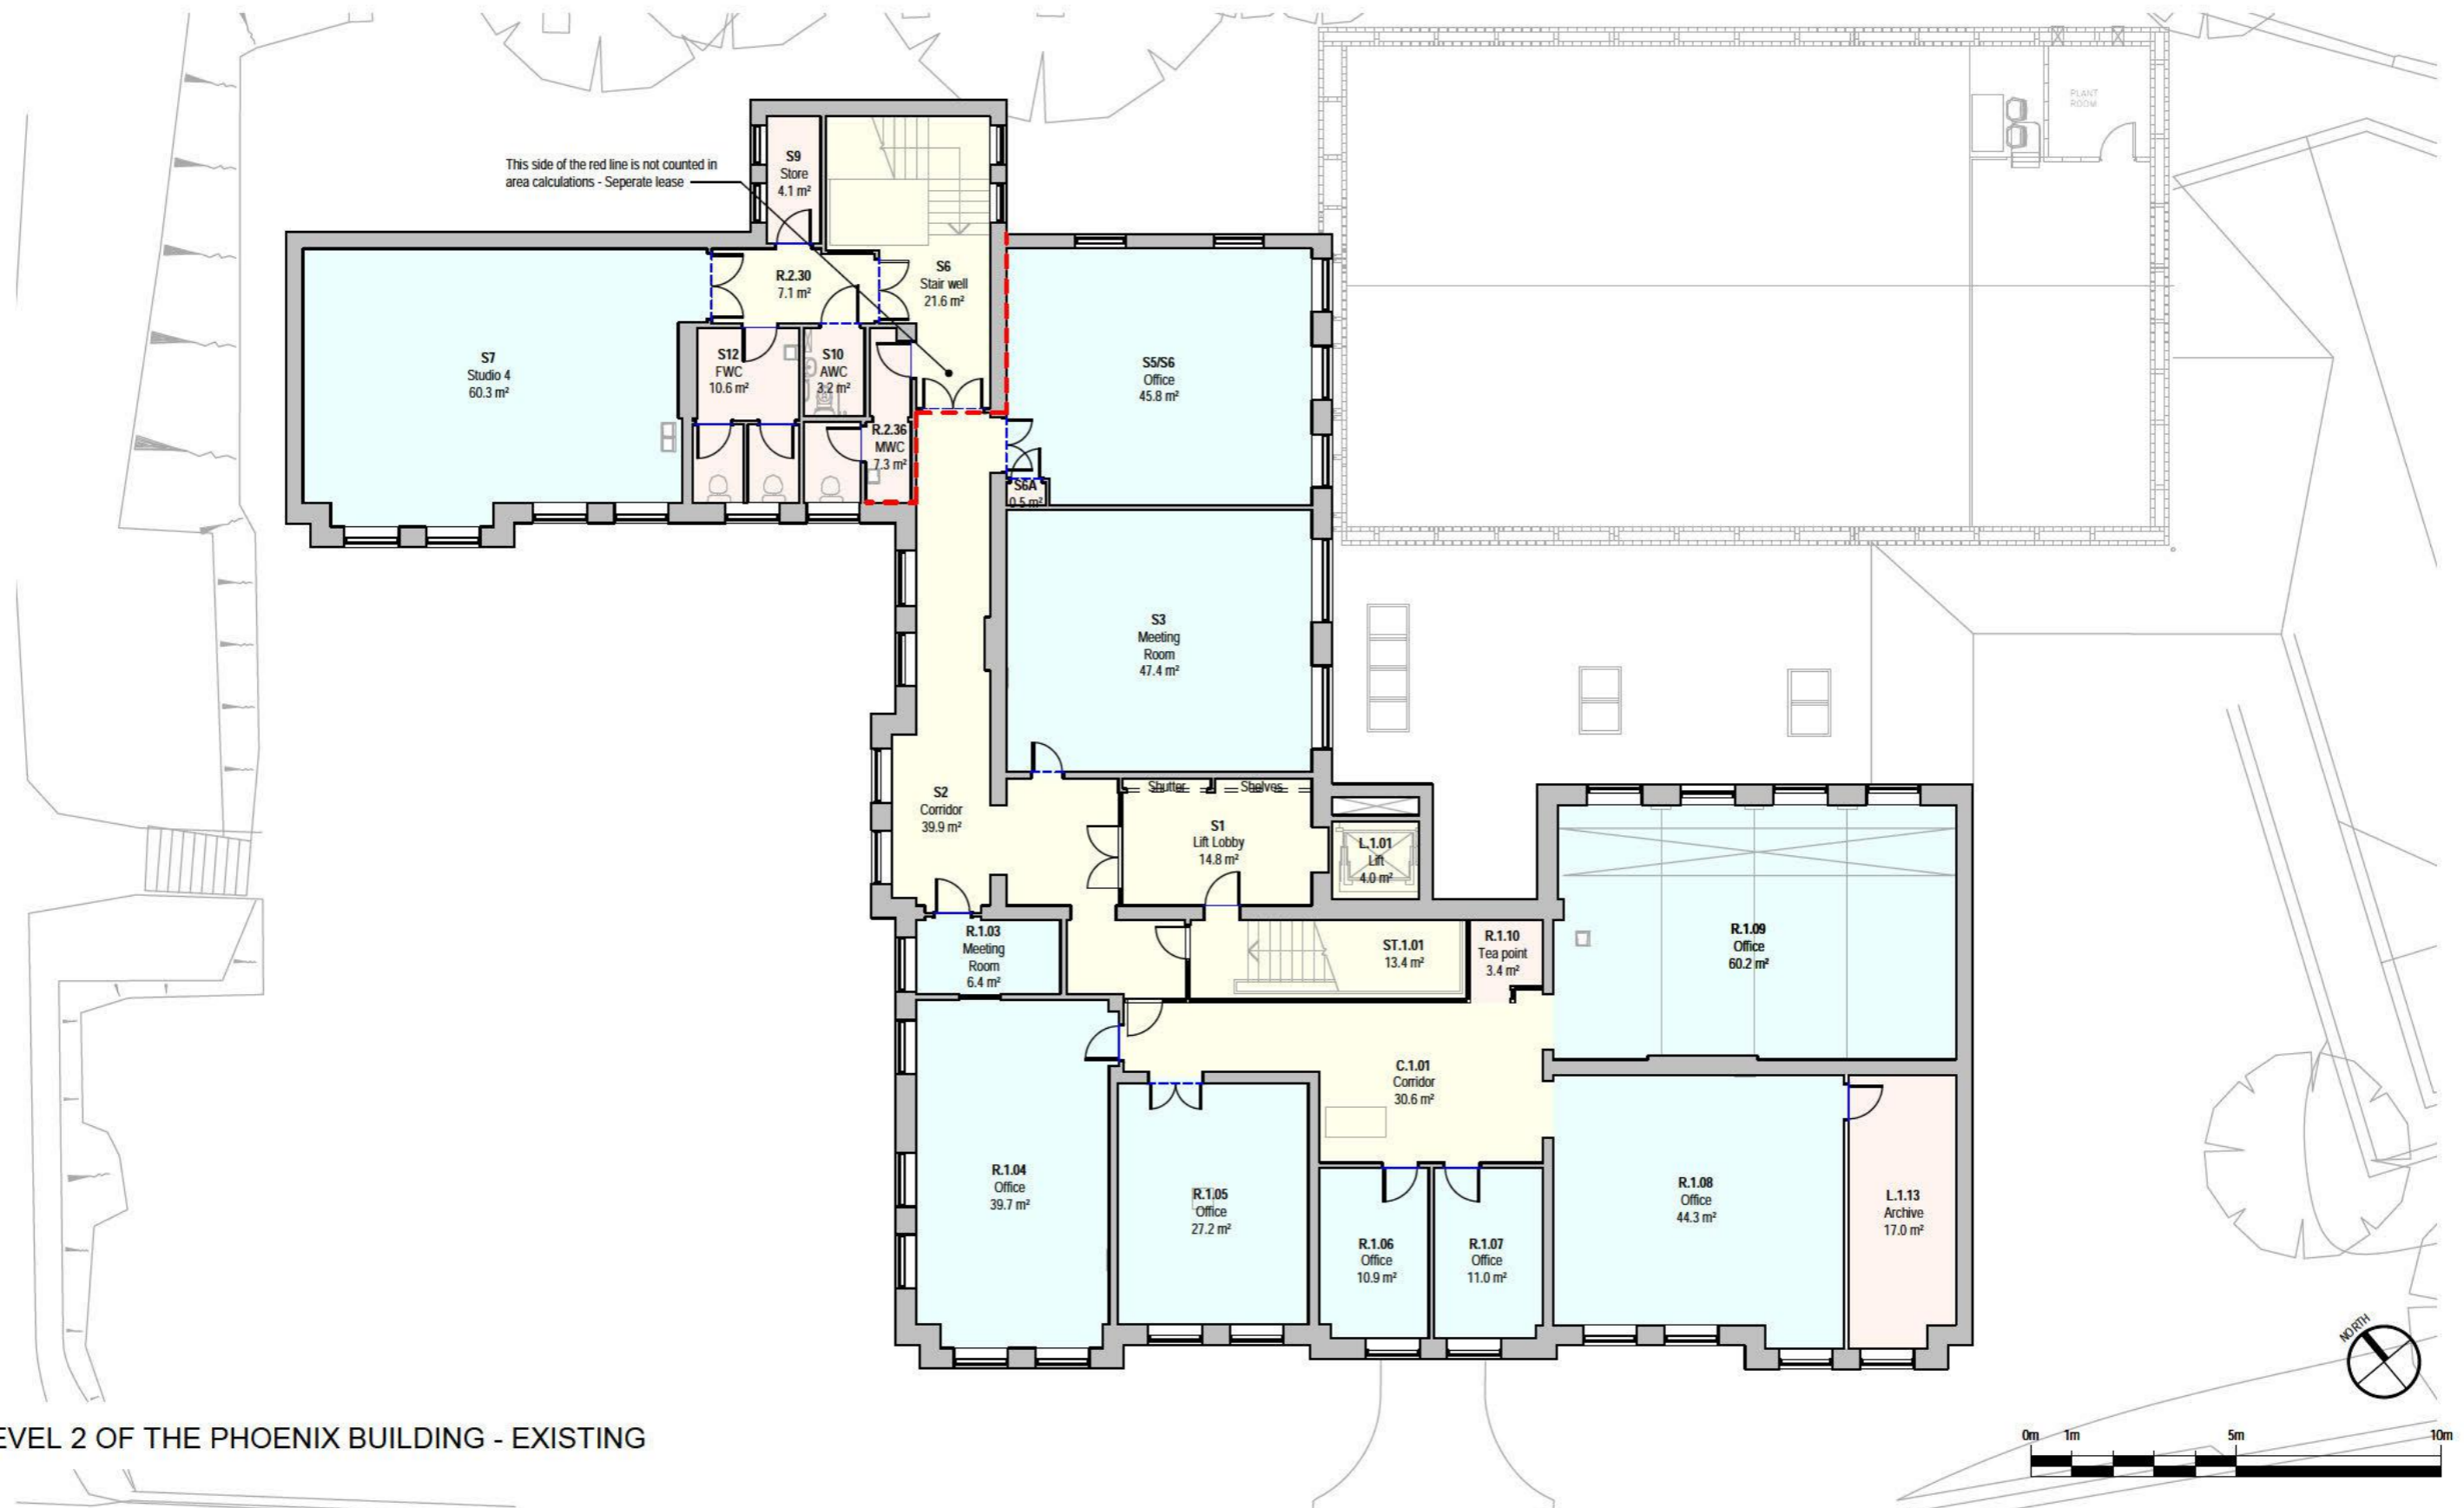 PLANT
ROOM
This side of the red line is not counted in
area calculations - Seperate lease
S9
Store
4.1 m²
R.2.30
7.1 m²
S6
Stair well
21.6 m²
S7
Studio 4
60.3 m²
S12
FWC
10.6 m²
S10
AWC
3.2 m²
R.2.36
MWC
7.3 m²
S5/S6
Office
45.8 m²
S6A
0.5 m²
S3
Meeting
Room
47.4 m²
Shutter
Shelves
S2
Corridor
39.9 m²
S1
Lift Lobby
14.8 m²
L.1.01
Lift
4.0 m²
R.1.03
Meeting
Room
6.4 m²
ST.1.01
13.4 m²
R.1.10
Tea point
3.4 m²
R.1.09
Office
60.2 m²
C.1.01
Corridor
30.6 m²
R.1.04
Office
39.7 m²
R.1.05
Office
27.2 m²
R.1.06
Office
10.9 m²
R.1.07
Office
11.0 m²
R.1.08
Office
44.3 m²
L.1.13
Archive
17.0 m²
NORTH
EVEL 2 OF THE PHOENIX BUILDING - EXISTING
0m 1m 5m 10m